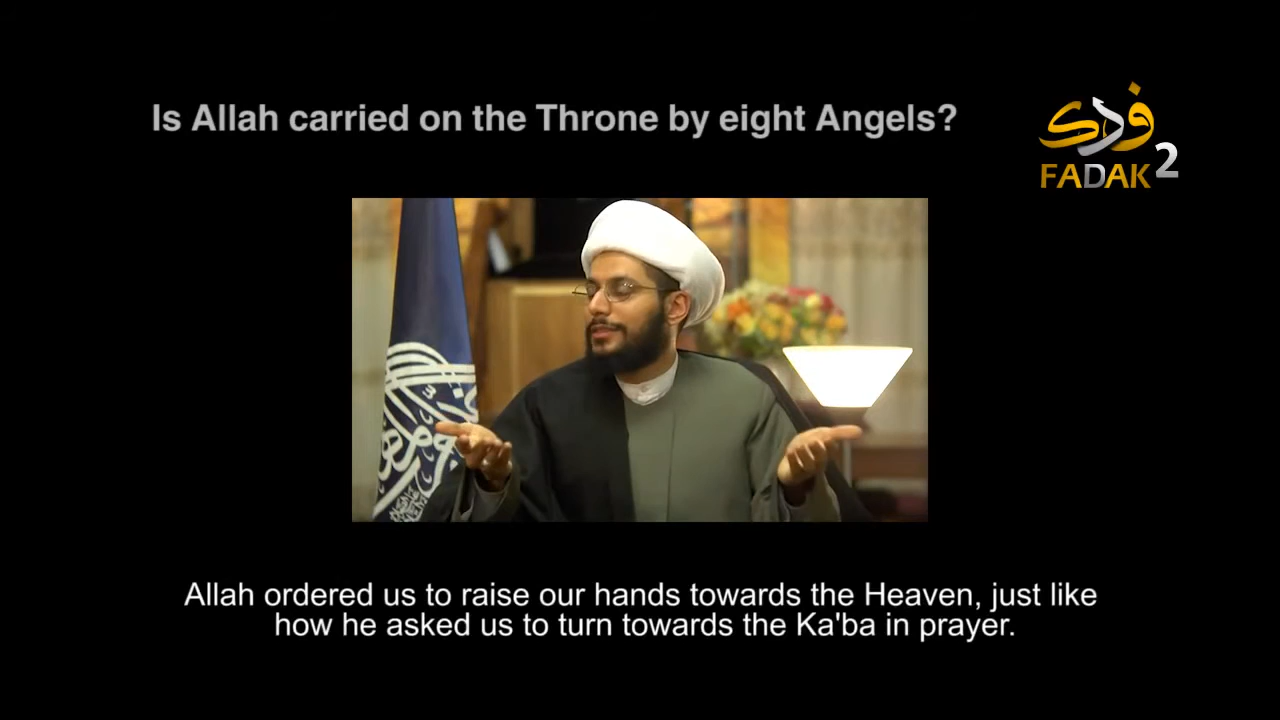 Is Allah carried on the Throne by eight Angels?
فدك
FADAK 2
Allah ordered us to raise our hands towards the Heaven, just like
how he asked us to turn towards the Ka'ba in prayer.